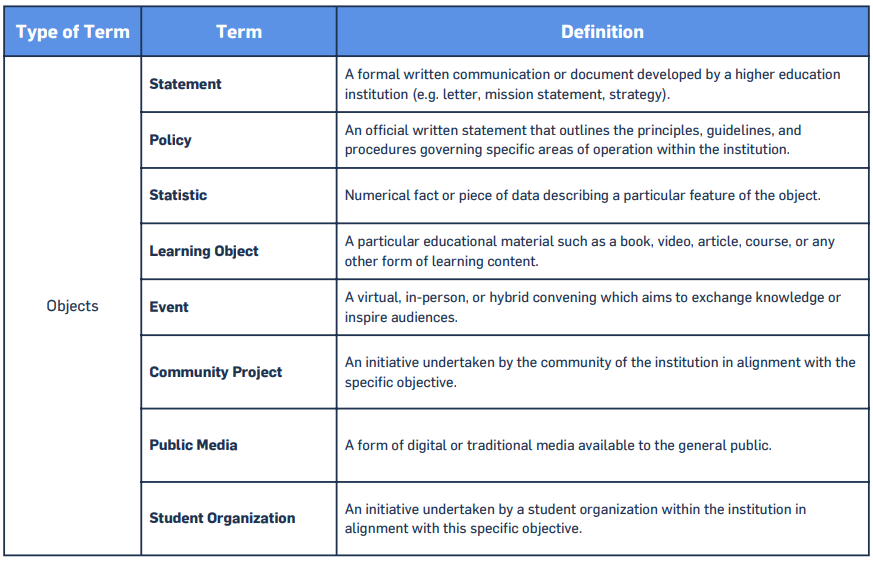 Type of Term
Term
Definition
Objects
Statement
A formal written communication or document developed by a higher education
institution (e.g. letter, mission statement, strategy).
Policy
An official written statement that outlines the principles, guidelines, and
procedures governing specific areas of operation within the institution.
Statistic
Numerical fact or piece of data describing a particular feature of the object.
Learning Object
A particular educational material such as a book, video, article, course, or any
other form of learning content.
Event
A virtual, in-person, or hybrid convening which aims to exchange knowledge or
inspire audiences.
Community Project
An initiative undertaken by the community of the institution in alignment with the
specific objective.
Public Media
A form of digital or traditional media available to the general public.
Student Organization
An initiative undertaken by a student organization within the institution in
alignment with this specific objective.